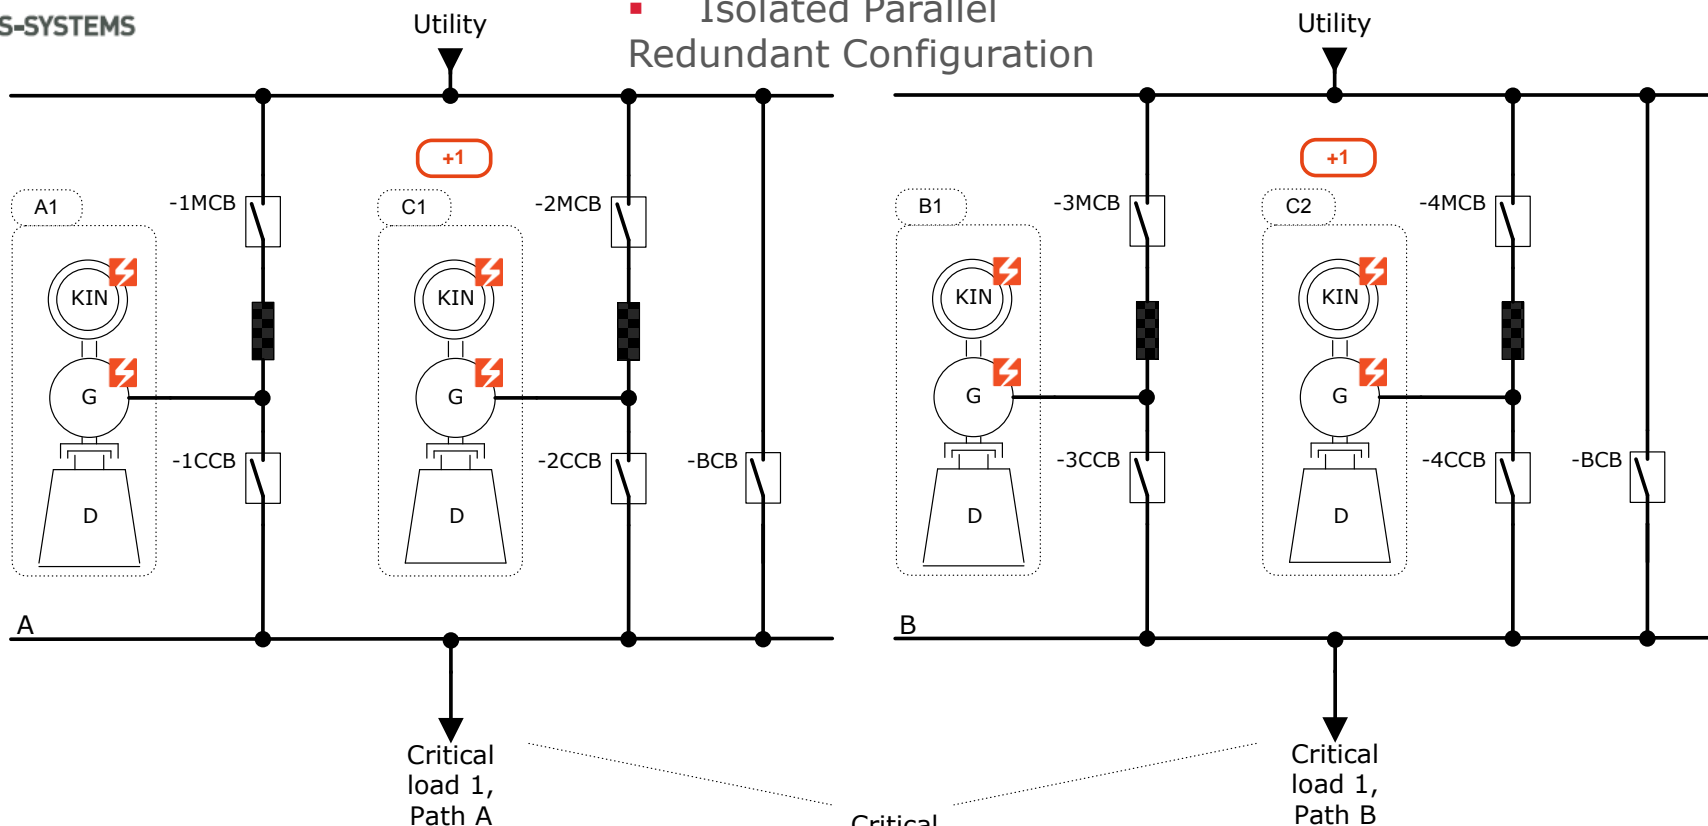 S-SYSTEMS
Utility
▪ Isolated Parallel
Redundant Configuration
Utility
+1
+1
A1
-1MCB
C1
-2MCB
B1
-3MCB
C2
-4MCB
KIN
KIN
KIN
KIN
G
G
G
G
-1CCB
-2CCB
-BCB
-3CCB
-4CCB
-BCB
D
D
D
D
A
B
Critical
load 1,
Path A
Critical
Critical
load 1,
Path B